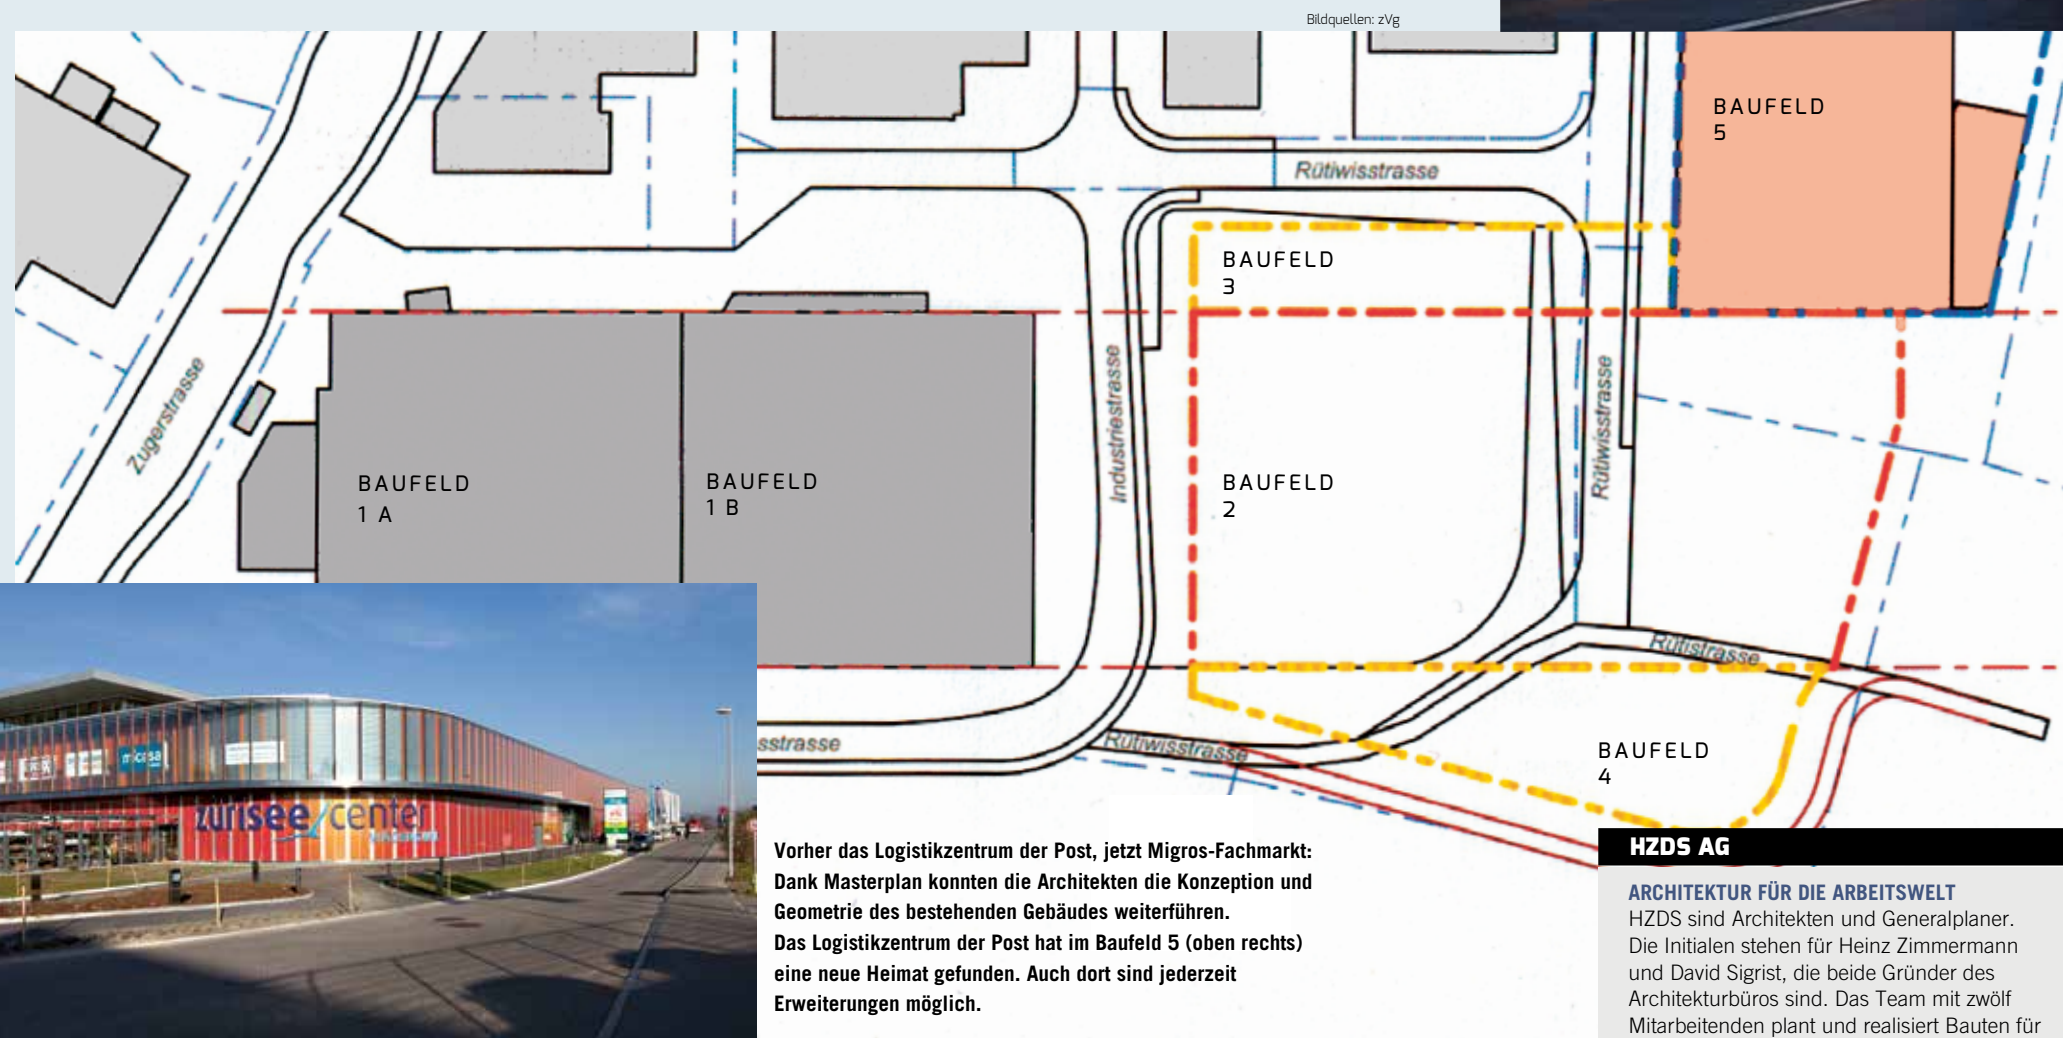 Bildquellen: zVg
BAUFELD
5
Rütiwisstrasse
BAUFELD
3
Zugerstrasse
Industriestrasse
Rütiwisstrasse
BAUFELD
1 A
BAUFELD
1 B
BAUFELD
2
Rütistrasse
sstrasse
Rütiwisstrasse
BAUFELD
4
micasa
zürisee center
Vorher das Logistikzentrum der Post, jetzt Migros-Fachmarkt:
Dank Masterplan konnten die Architekten die Konzeption und
Geometrie des bestehenden Gebäudes weiterführen.
Das Logistikzentrum der Post hat im Baufeld 5 (oben rechts)
eine neue Heimat gefunden. Auch dort sind jederzeit
Erweiterungen möglich.
HZDS AG
ARCHITEKTUR FÜR DIE ARBEITSWELT
HZDS sind Architekten und Generalplaner.
Die Initialen stehen für Heinz Zimmermann
und David Sigrist, die beide Gründer des
Architekturbüros sind. Das Team mit zwölf
Mitarbeitenden plant und realisiert Bauten für